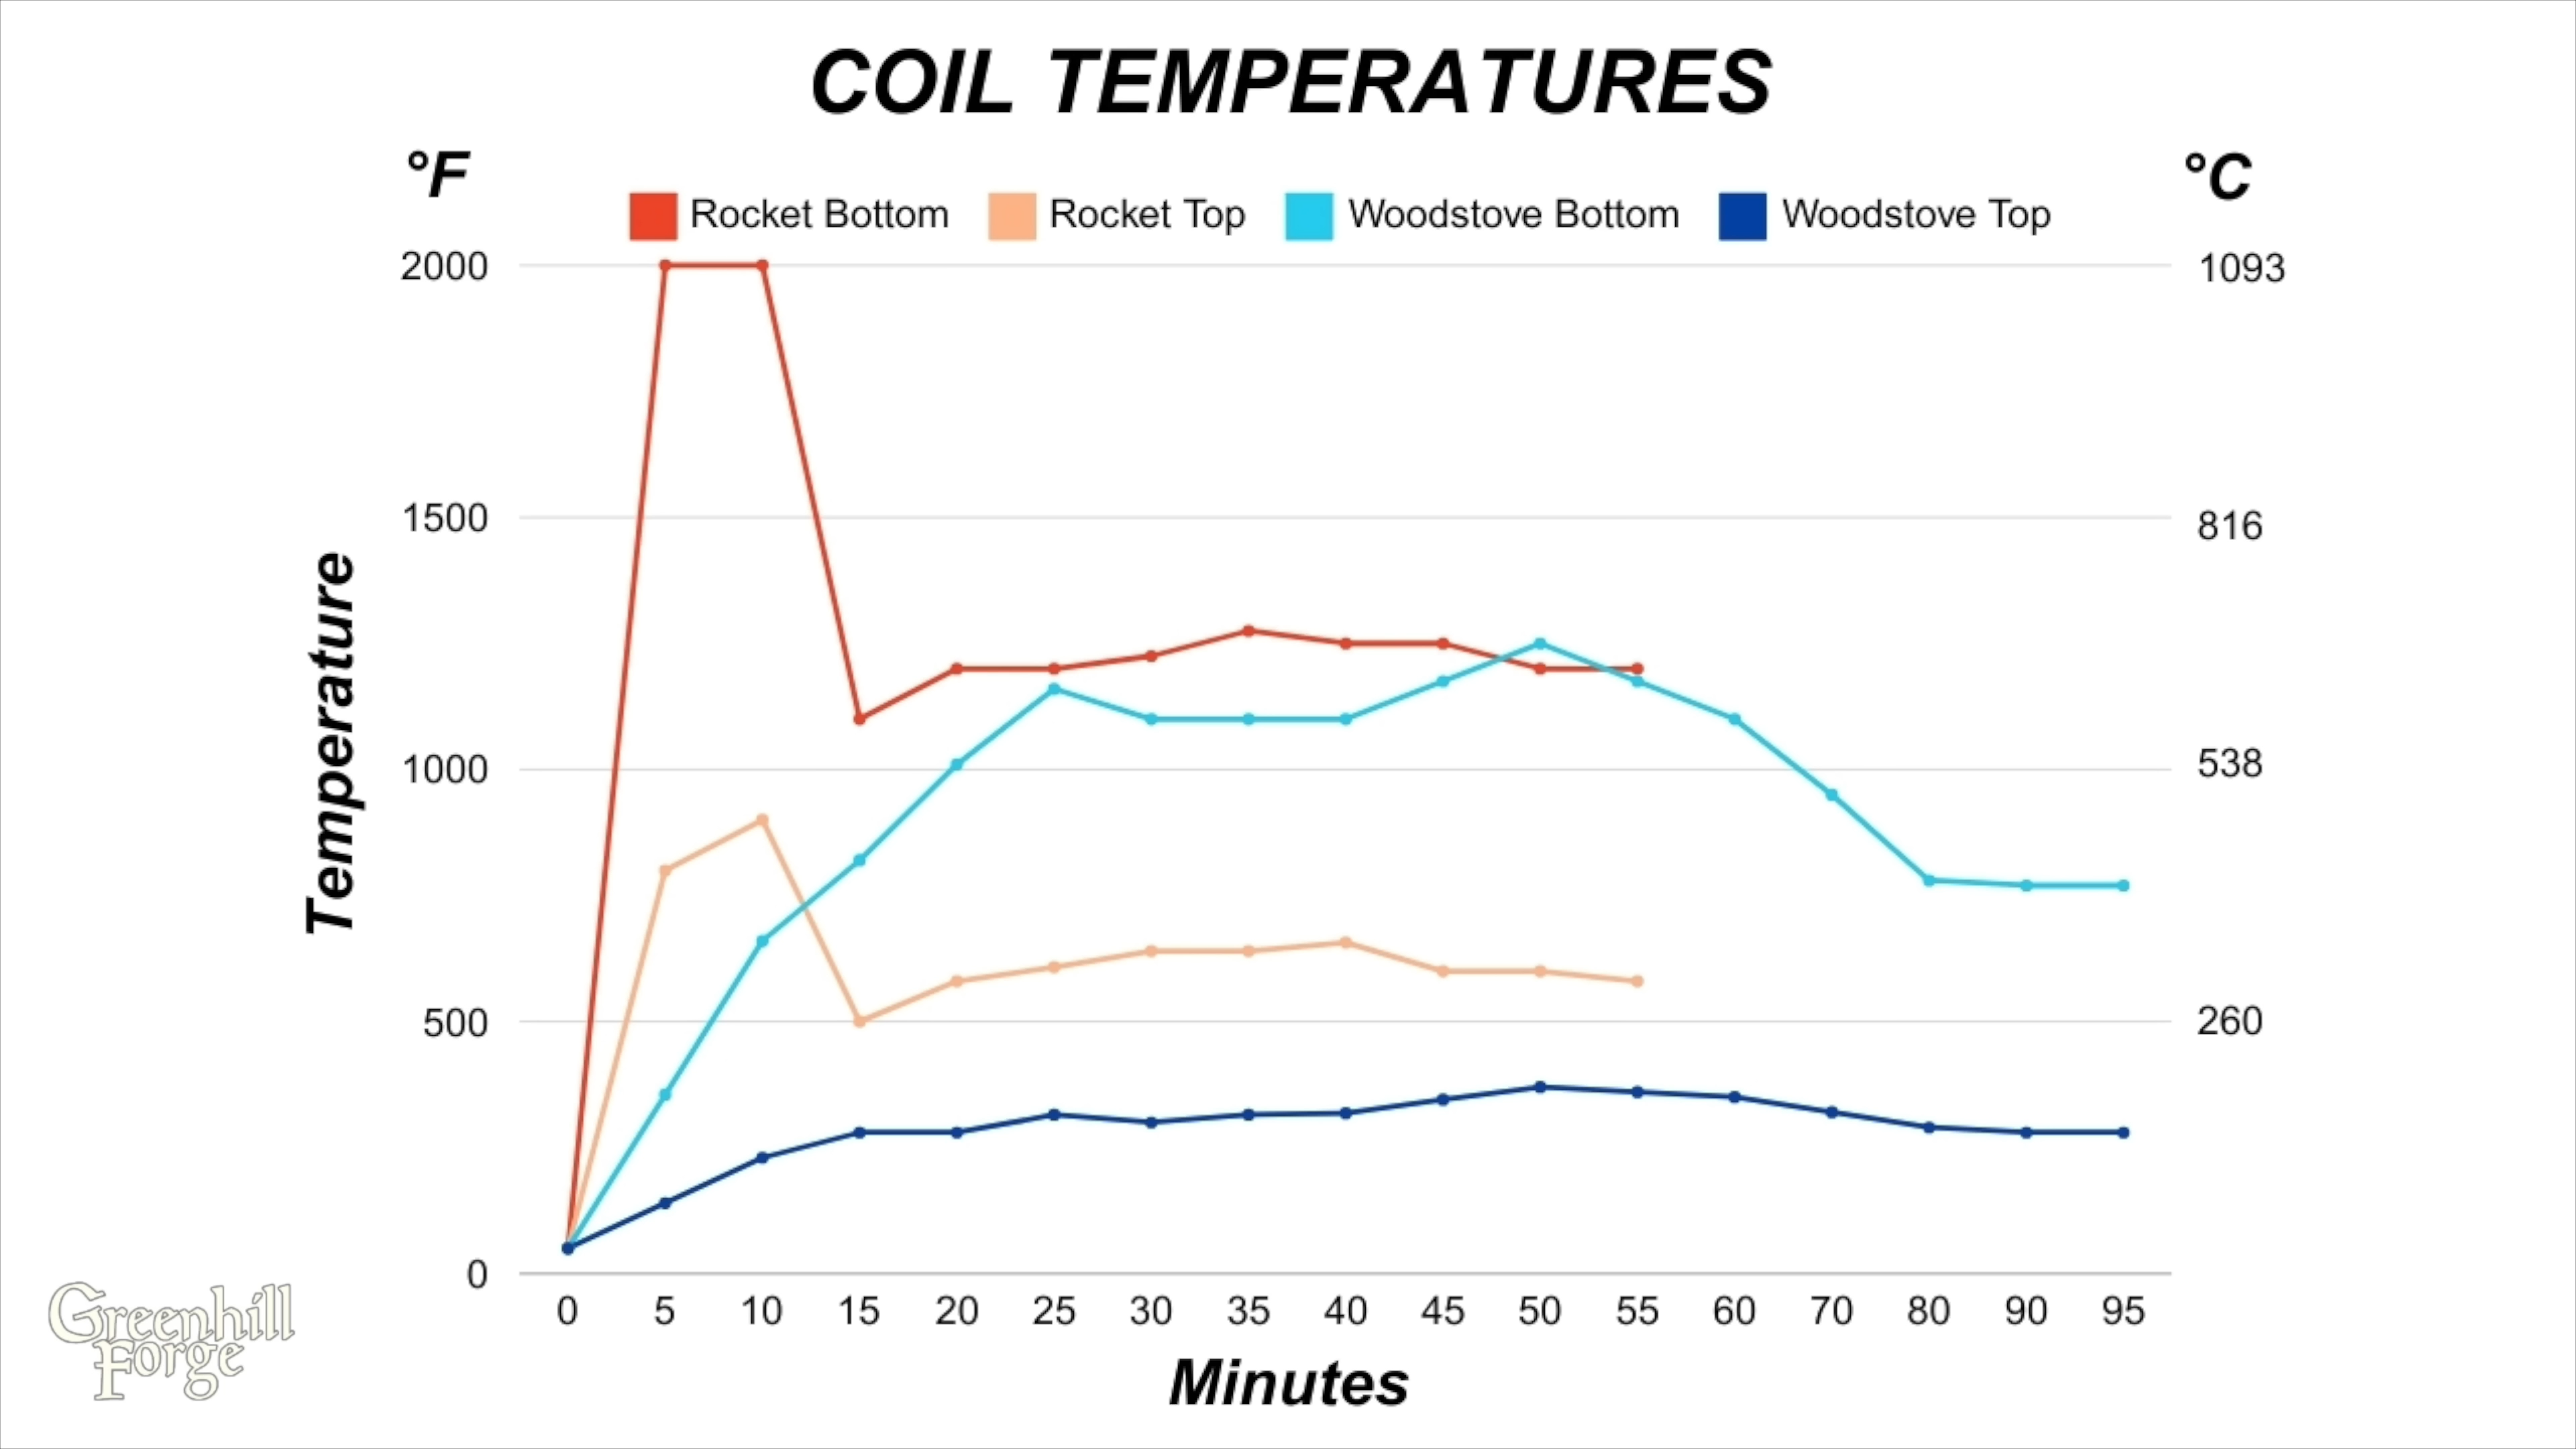 COIL TEMPERATURES
°F
°C
Rocket Bottom Rocket Top Woodstove Bottom Woodstove Top
2000
1093
1500
816
1000
538
500
260
0
Temperature
0 5 10 15 20 25 30 35 40 45 50 55 60 70 80 90 95
Minutes
Greenhill
Forge